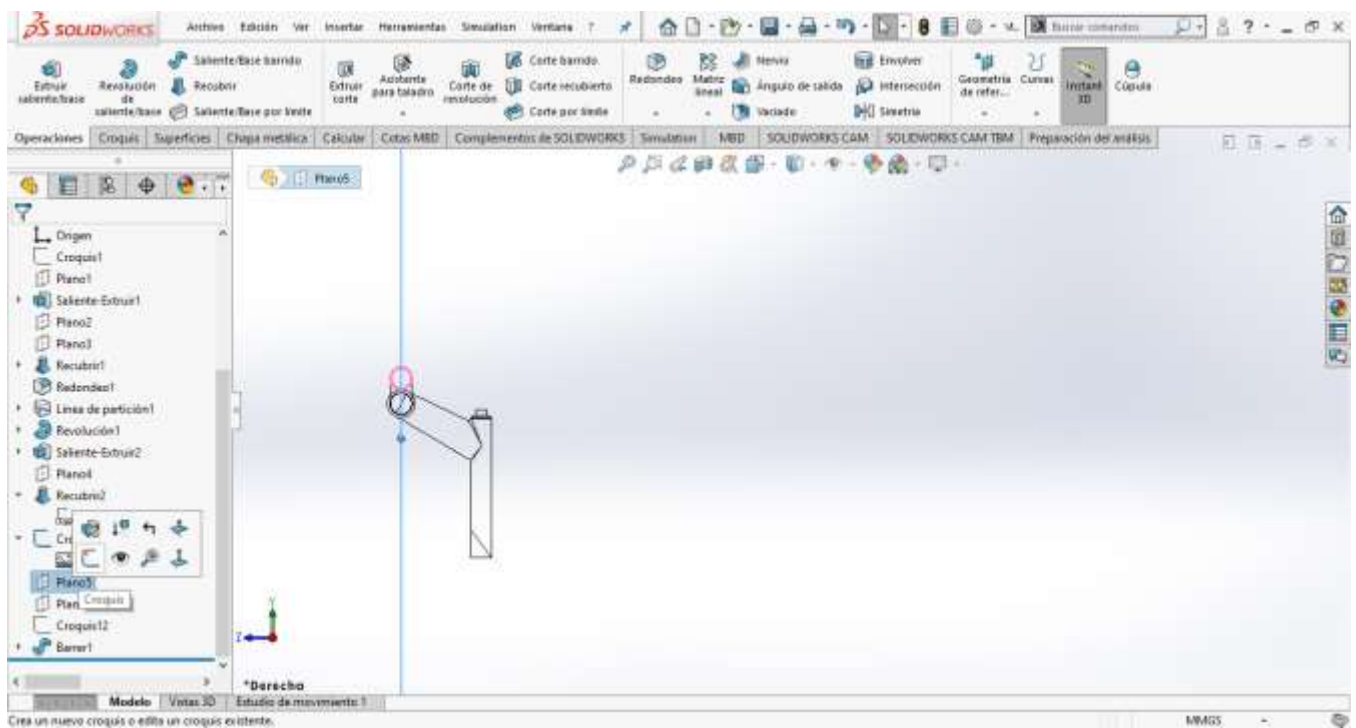 SOLIDWORKS Archivo Edición Ver Insertar Herramientas Simulation Ventana ? Buscar comandos
Extruir saliente/base
Revolución de saliente/base
Saliente/Base barrido
Recubrir
Saliente/Base por límite
Extruir corte
Asistente para taladro
Corte de revolución
Corte barrido
Corte recubierto
Corte por límite
Redondeo
Matriz lineal
Nervio
Ángulo de salida
Vaciado
Envolver
Intersección
Simetría
Geometría de refer...
Curvas
Instant 3D
Cúpula
Operaciones Croquis Superficies Chapa metálica Calcular Cotas MBD Complementos de SOLIDWORKS Simulation MBD SOLIDWORKS CAM SOLIDWORKS CAM TBM Preparación del análisis
Plano5
Origen
Croquis1
Plano1
Saliente-Extruir1
Plano2
Plano3
Recubrir1
Redondeo1
Línea de partición1
Revolución1
Saliente-Extruir2
Plano4
Recubrir2
Cr
Plano5
Plan
Croquis
Croquis12
Barrer1
Y
Z
*Derecha
Modelo Vistas 3D Estudio de movimiento 1
Crea un nuevo croquis o edita un croquis existente. MMGS